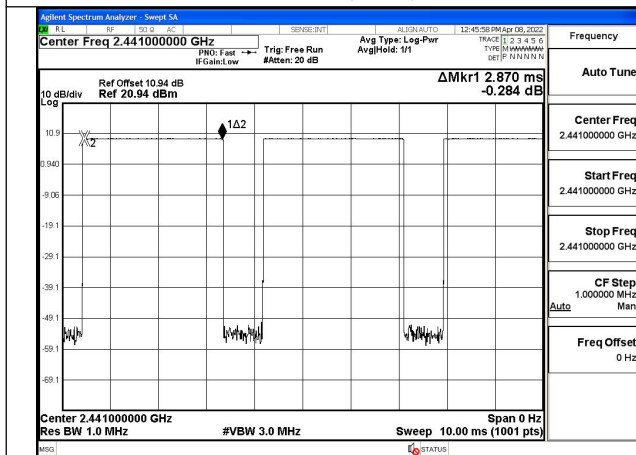 Agilent Spectrum Analyzer - Swept SA
RL RF 50 Ω AC SENSE:INT ALIGN AUTO 12:45:58 PM Apr 08, 2022
Center Freq 2.441000000 GHz
PNO: Fast
IFGain:Low
Trig: Free Run
#Atten: 20 dB
Avg Type: Log-Pwr
Avg|Hold: 1/1
TRACE 1 2 3 4 5 6
TYPE M
DET P N N N N N
Frequency
Auto Tune
Center Freq
2.441000000 GHz
Start Freq
2.441000000 GHz
Stop Freq
2.441000000 GHz
CF Step
1.000000 MHz
Auto Man
Freq Offset
0 Hz
ΔMkr1 2.870 ms
-0.284 dB
Ref Offset 10.94 dB
10 dB/div Ref 20.94 dBm
Log
1Δ2
10.9
2
0.940
-9.06
-19.1
-29.1
-39.1
-49.1
-59.1
-69.1
Center 2.441000000 GHz Span 0 Hz
Res BW 1.0 MHz #VBW 3.0 MHz Sweep 10.00 ms (1001 pts)
MSG STATUS